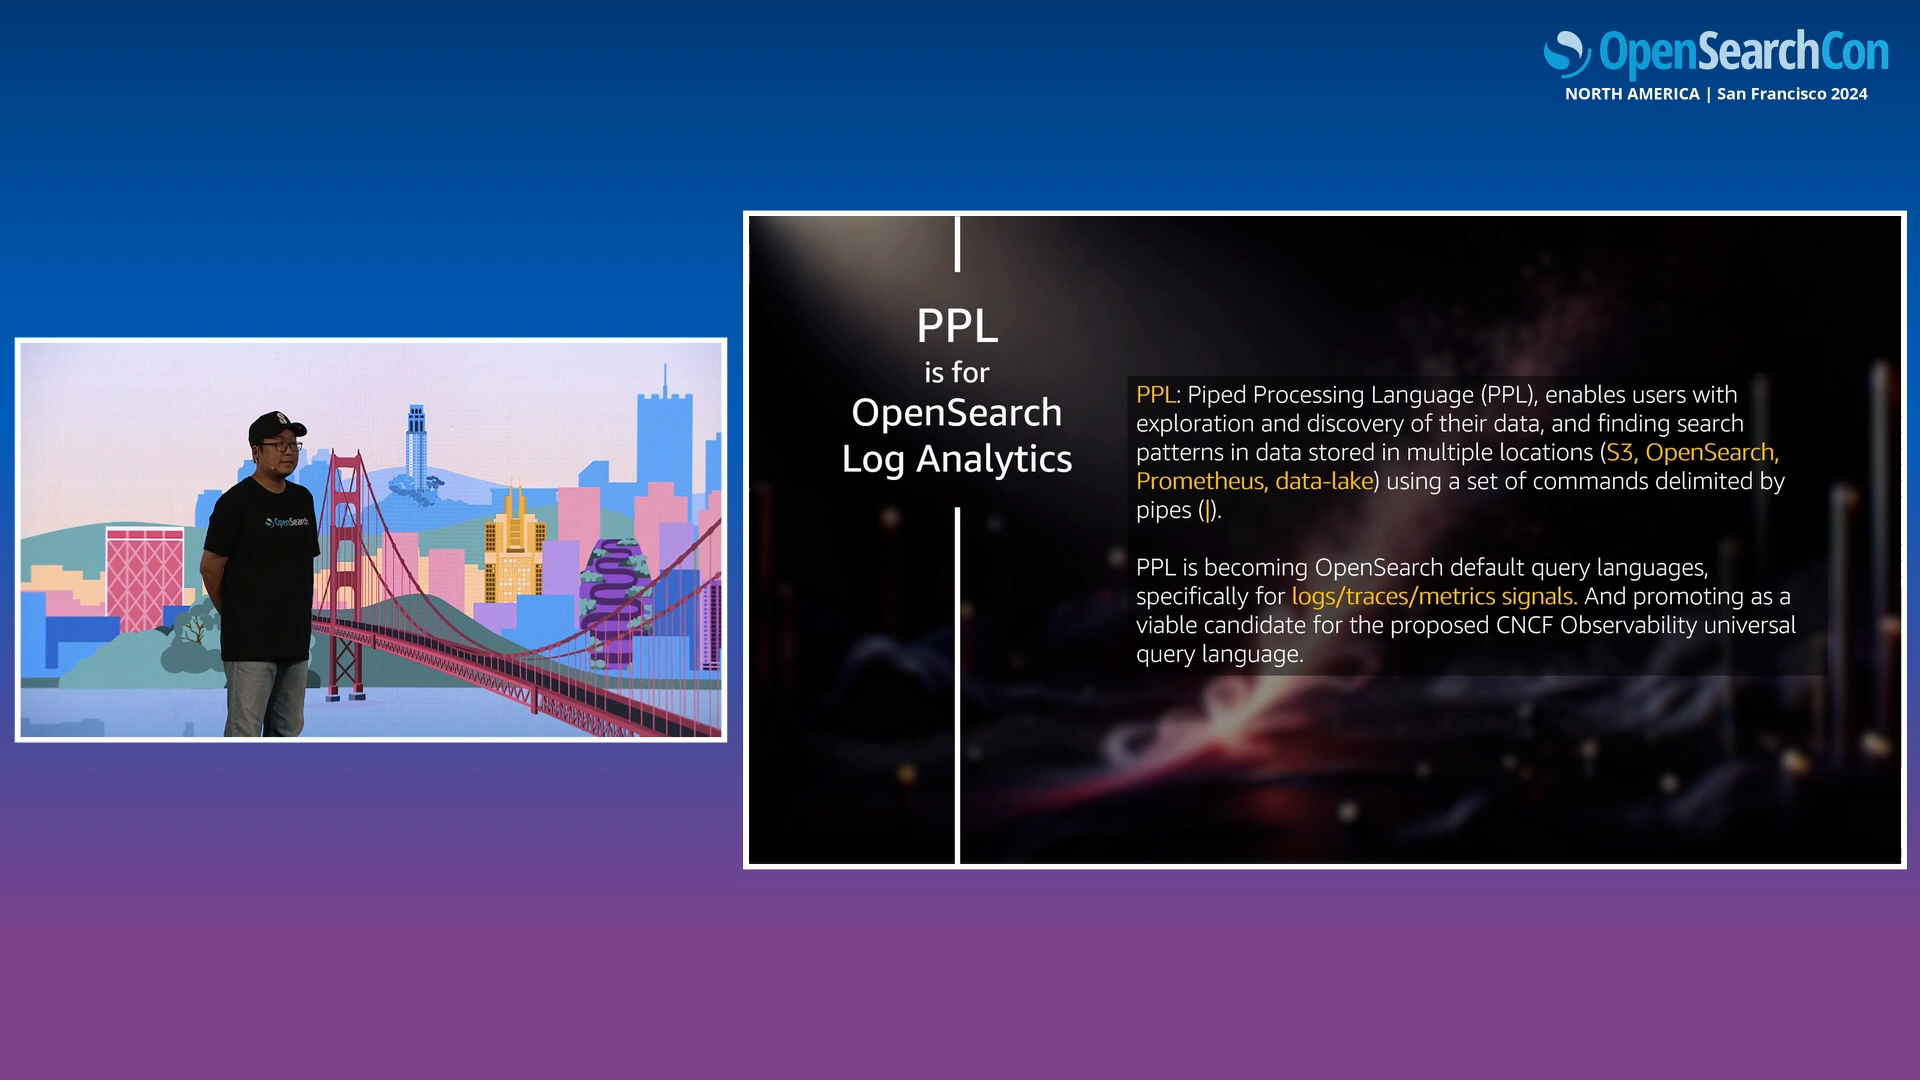 OpenSearchCon
NORTH AMERICA | San Francisco 2024
PPL
is for
OpenSearch
Log Analytics
PPL: Piped Processing Language (PPL), enables users with
exploration and discovery of their data, and finding search
patterns in data stored in multiple locations (S3, OpenSearch,
Prometheus, data-lake) using a set of commands delimited by
pipes (|).
PPL is becoming OpenSearch default query languages,
specifically for logs/traces/metrics signals. And promoting as a
viable candidate for the proposed CNCF Observability universal
query language.
OpenSearch